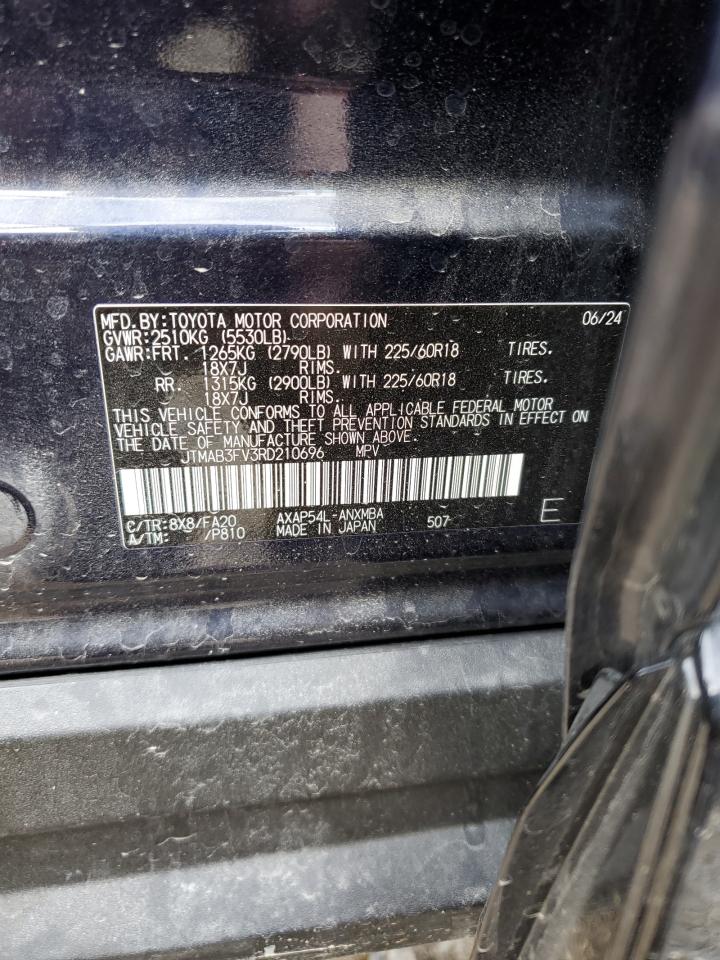 MFD.BY:TOYOTA MOTOR CORPORATION 06/24
GVWR:2510KG (5530LB)
GAWR:FRT. 1265KG (2790LB) WITH 225/60R18 TIRES.
18X7J RIMS.
RR. 1315KG (2900LB) WITH 225/60R18 TIRES.
18X7J RIMS.
THIS VEHICLE CONFORMS TO ALL APPLICABLE FEDERAL MOTOR
VEHICLE SAFETY AND THEFT PREVENTION STANDARDS IN EFFECT ON
THE DATE OF MANUFACTURE SHOWN ABOVE.
JTMAB3FV3RD210696 MPV
C/TR:8X8/FA20 AXAP54L-ANXMBA
A/TM: /P810 MADE IN JAPAN 507 E